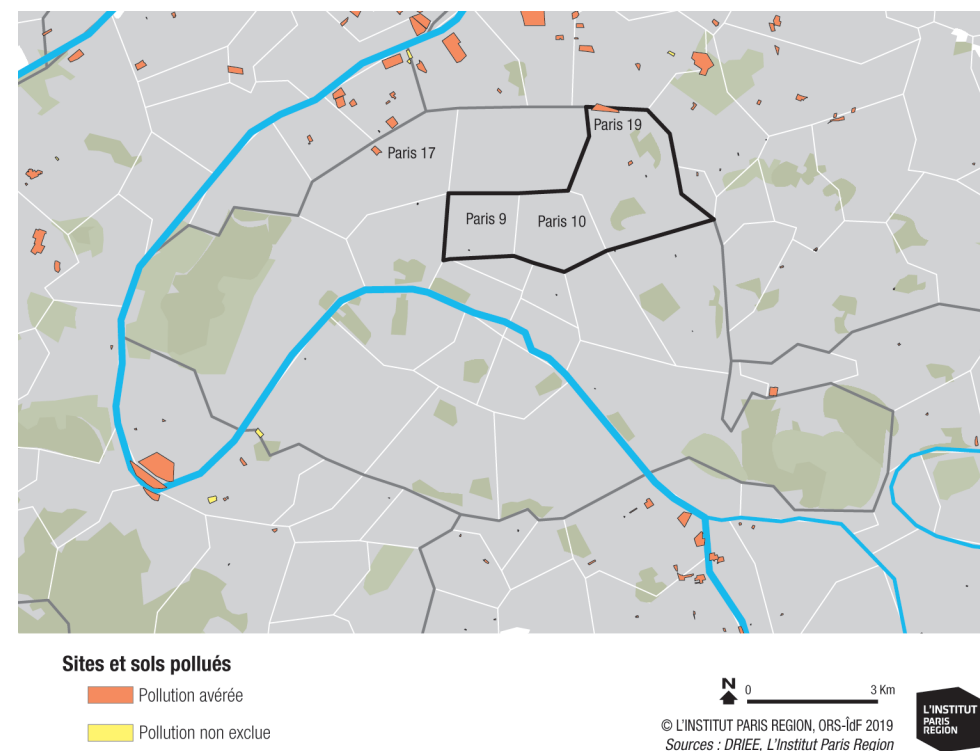 Paris 19
Paris 17
Paris 9
Paris 10
Sites et sols pollués
Pollution avérée
Pollution non exclue
N
0
3 Km
© L'INSTITUT PARIS REGION, ORS-ÎdF 2019
Sources : DRIEE, L'Institut Paris Region
L'INSTITUT
PARIS
REGION